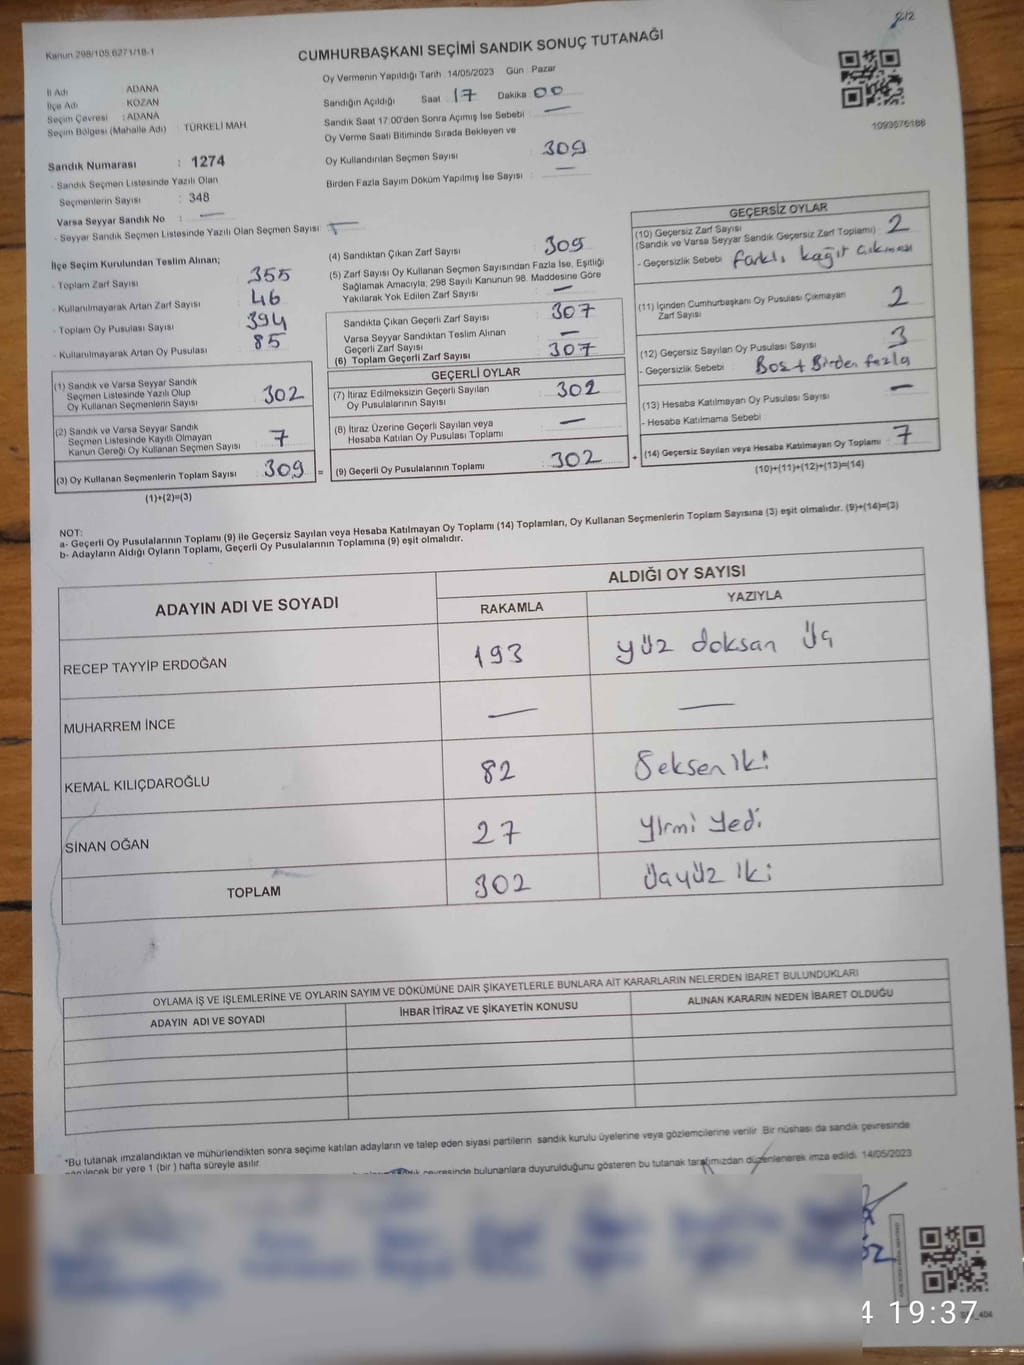 2/2
Kanun 298/105.6271/18-1
CUMHURBAŞKANI SEÇİMİ SANDIK SONUÇ TUTANAĞI
Oy Vermenin Yapıldığı Tarih : 14/05/2023 Gün : Pazar
İl Adı : ADANA
İlçe Adı : KOZAN
Seçim Çevresi : ADANA
Seçim Bölgesi (Mahalle Adı) : TÜRKELİ MAH
Sandığın Açıldığı Saat 17 Dakika 00
Sandık Saat 17:00'den Sonra Açımış İse Sebebi : —
Oy Verme Saati Bitiminde Sırada Bekleyen ve
Oy Kullandırılan Seçmen Sayısı : 309
Birden Fazla Sayım Döküm Yapılmış İse Sayısı : —
1093676186
Sandık Numarası : 1274
- Sandık Seçmen Listesinde Yazılı Olan
Seçmenlerin Sayısı : 348
Varsa Seyyar Sandık No : —
- Seyyar Sandık Seçmen Listesinde Yazılı Olan Seçmen Sayısı: —
İlçe Seçim Kurulundan Teslim Alınan;
- Toplam Zarf Sayısı 355
- Kullanılmayarak Artan Zarf Sayısı 46
- Toplam Oy Pusulası Sayısı 394
- Kullanılmayarak Artan Oy Pusulası 85
(1) Sandık ve Varsa Seyyar Sandık
Seçmen Listesinde Yazılı Olup
Oy Kullanan Seçmenlerin Sayısı 302
(2) Sandık ve Varsa Seyyar Sandık
Seçmen Listesinde Kayıtlı Olmayan
Kanun Gereği Oy Kullanan Seçmen Sayısı 7
(3) Oy Kullanan Seçmenlerin Toplam Sayısı 309 =
(1)+(2)=(3)
(4) Sandıktan Çıkan Zarf Sayısı 309
(5) Zarf Sayısı Oy Kullanan Seçmen Sayısından Fazla İse, Eşitliği
Sağlamak Amacıyla, 298 Sayılı Kanunun 98. Maddesine Göre
Yakılarak Yok Edilen Zarf Sayısı —
Sandıkta Çıkan Geçerli Zarf Sayısı 307
Varsa Seyyar Sandıktan Teslim Alınan
Geçerli Zarf Sayısı —
(6) Toplam Geçerli Zarf Sayısı 307
GEÇERLİ OYLAR
(7) İtiraz Edilmeksizin Geçerli Sayılan
Oy Pusulalarının Sayısı 302
(8) İtiraz Üzerine Geçerli Sayılan veya
Hesaba Katılan Oy Pusulası Toplamı —
(9) Geçerli Oy Pusulalarının Toplamı 302 +
GEÇERSİZ OYLAR
(10) Geçersiz Zarf Sayısı
(Sandık ve Varsa Seyyar Sandık Geçersiz Zarf Toplamı) : 2
- Geçersizlik Sebebi farklı kağıt çıkması
(11) İçinden Cumhurbaşkanı Oy Pusulası Çıkmayan
Zarf Sayısı 2
(12) Geçersiz Sayılan Oy Pusulası Sayısı 3
- Geçersizlik Sebebi : Boş + Birden fazla
(13) Hesaba Katılmayan Oy Pusulası Sayısı —
- Hesaba Katılmama Sebebi :
(14) Geçersiz Sayılan veya Hesaba Katılmayan Oy Toplamı 7
(10)+(11)+(12)+(13)=(14)
NOT:
a- Geçerli Oy Pusulalarının Toplamı (9) ile Geçersiz Sayılan veya Hesaba Katılmayan Oy Toplamı (14) Toplamları, Oy Kullanan Seçmenlerin Toplam Sayısına (3) eşit olmalıdır. (9)+(14)=(3)
b- Adayların Aldığı Oyların Toplamı, Geçerli Oy Pusulalarının Toplamına (9) eşit olmalıdır.
ADAYIN ADI VE SOYADI ALDIĞI OY SAYISI
RAKAMLA YAZIYLA
RECEP TAYYİP ERDOĞAN 193 yüz doksan üç
MUHARREM İNCE — —
KEMAL KILIÇDAROĞLU 82 Seksen iki
SİNAN OĞAN 27 Yirmi yedi
TOPLAM 302 üçyüz iki
OYLAMA İŞ VE İŞLEMLERİNE VE OYLARIN SAYIM VE DÖKÜMÜNE DAİR ŞİKAYETLERLE BUNLARA AİT KARARLARIN NELERDEN İBARET BULUNDUKLARI
ADAYIN ADI VE SOYADI İHBAR İTİRAZ VE ŞİKAYETİN KONUSU ALINAN KARARIN NEDEN İBARET OLDUĞU
*Bu tutanak imzalandıktan ve mühürlendikten sonra seçime katılan adayların ve talep eden siyasi partilerin sandık kurulu üyelerine veya gözlemcilerine verilir. Bir nüshası da sandık çevresinde
görülecek bir yere 1 (bir ) hafta süreyle asılır.
çevresinde bulunanlara duyurulduğunu gösteren bu tutanak tarafımızdan düzenlenerek imza edildi. 14/05/2023
4 19:37